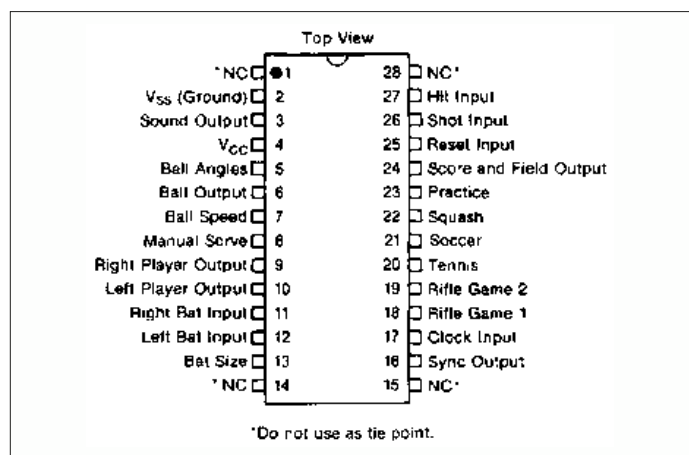 Top View
*NC 1 28 NC*
VSS (Ground) 2 27 Hit Input
Sound Output 3 26 Shot Input
VCC 4 25 Reset Input
Ball Angles 5 24 Score and Field Output
Ball Output 6 23 Practice
Ball Speed 7 22 Squash
Manual Serve 8 21 Soccer
Right Player Output 9 20 Tennis
Left Player Output 10 19 Rifle Game 2
Right Bat Input 11 18 Rifle Game 1
Left Bat Input 12 17 Clock Input
Bat Size 13 16 Sync Output
*NC 14 15 NC*
*Do not use as tie point.